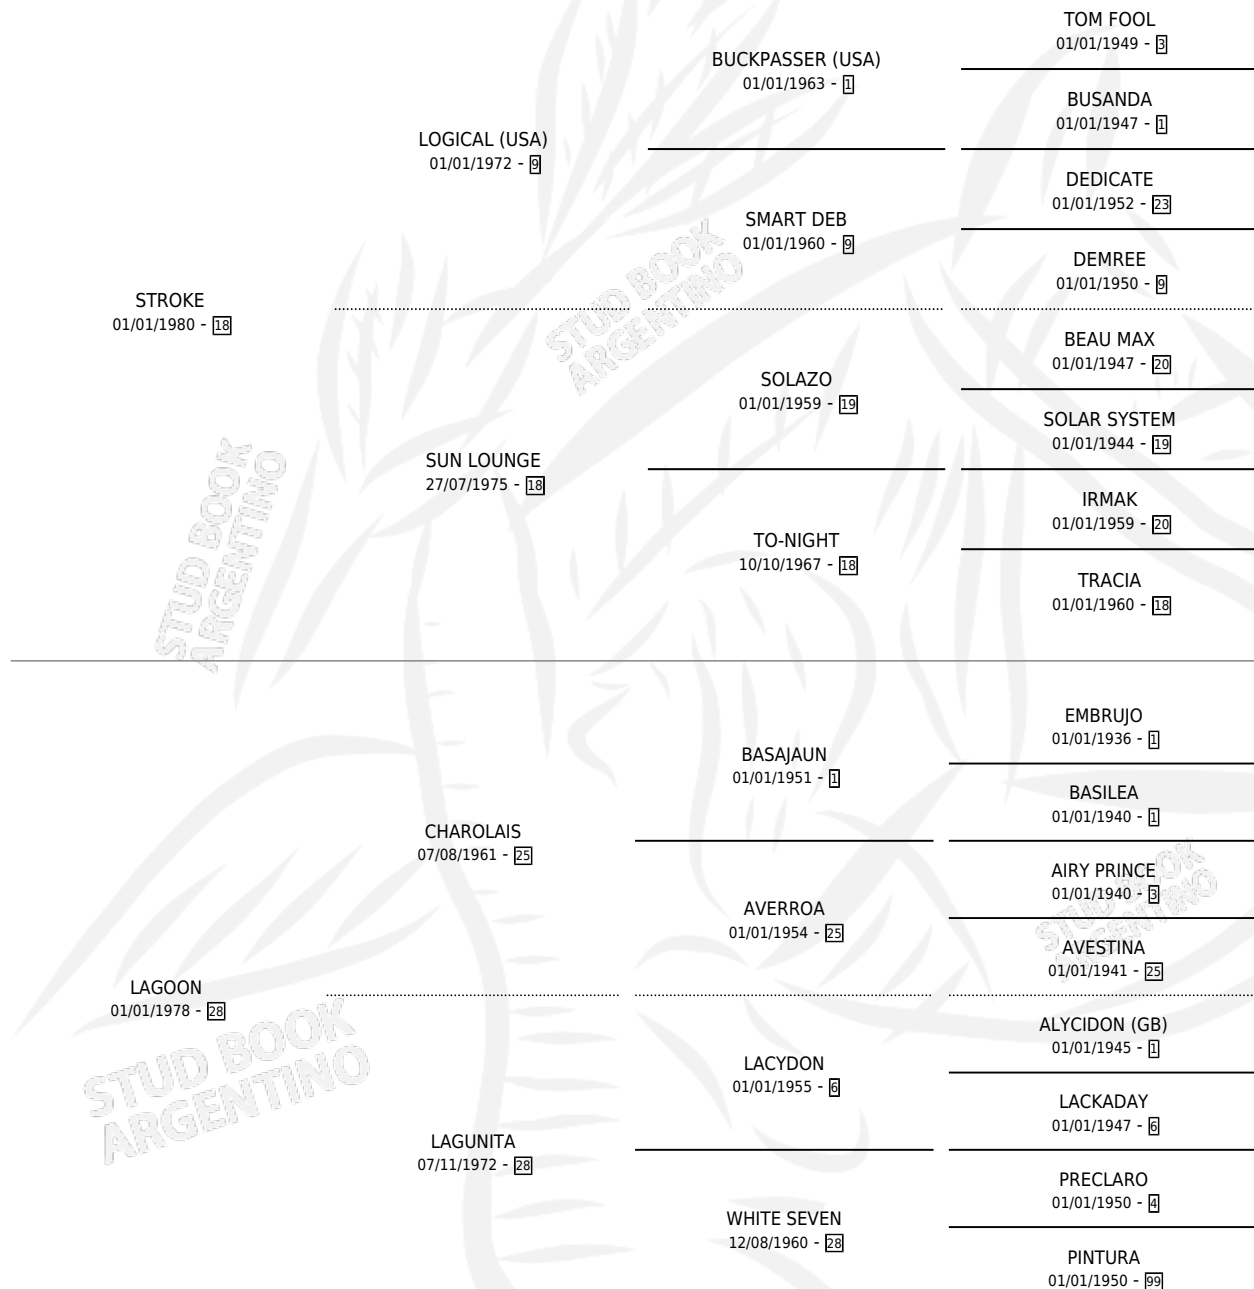 TOM FOOL
01/01/1949 - 3
BUCKPASSER (USA)
01/01/1963 - 1
BUSANDA
01/01/1947 - 1
LOGICAL (USA)
01/01/1972 - 9
DEDICATE
01/01/1952 - 23
SMART DEB
01/01/1960 - 9
DEMREE
01/01/1950 - 9
STROKE
01/01/1980 - 18
BEAU MAX
01/01/1947 - 20
SOLAZO
01/01/1959 - 19
SOLAR SYSTEM
01/01/1944 - 19
SUN LOUNGE
27/07/1975 - 18
IRMAK
01/01/1959 - 20
TO-NIGHT
10/10/1967 - 18
TRACIA
01/01/1960 - 18
EMBRUJO
01/01/1936 - 1
BASAJAUN
01/01/1951 - 1
BASILEA
01/01/1940 - 1
CHAROLAIS
07/08/1961 - 25
AIRY PRINCE
01/01/1940 - 3
AVERROA
01/01/1954 - 25
AVESTINA
01/01/1941 - 25
LAGOON
01/01/1978 - 28
ALYCIDON (GB)
01/01/1945 - 1
LACYDON
01/01/1955 - 6
LACKADAY
01/01/1947 - 6
LAGUNITA
07/11/1972 - 28
PRECLARO
01/01/1950 - 4
WHITE SEVEN
12/08/1960 - 28
PINTURA
01/01/1950 - 99
STUD BOOK
ARGENTINO
STUD BOOK
ARGENTINO
STUD BOOK
ARGENTINO
STUD BOOK
ARGENTINO